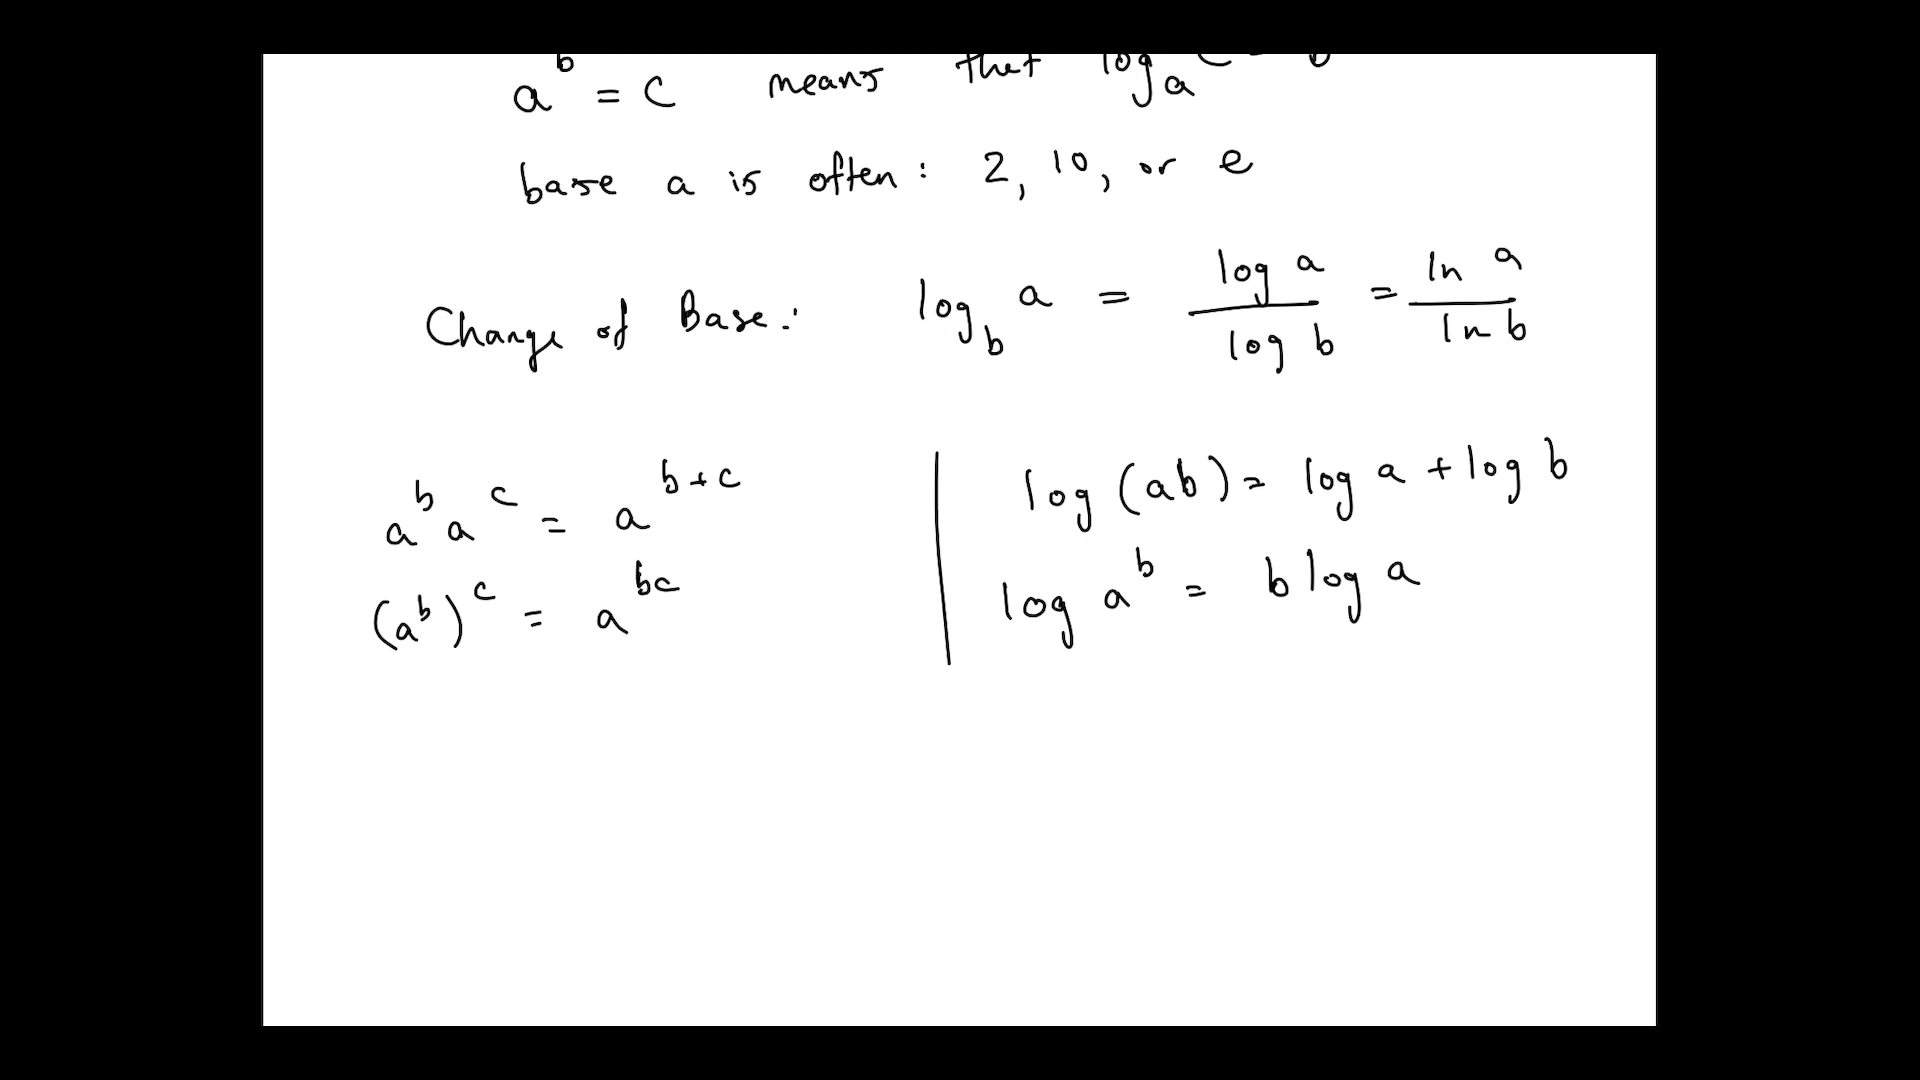 a^b = c means that log_a c = b
base a is often : 2, 10, or e
Change of Base: log_b a = log a / log b = ln a / ln b
a^b a^c = a^(b+c)
(a^b)^c = a^(bc)
log (ab) = log a + log b
log a^b = b log a